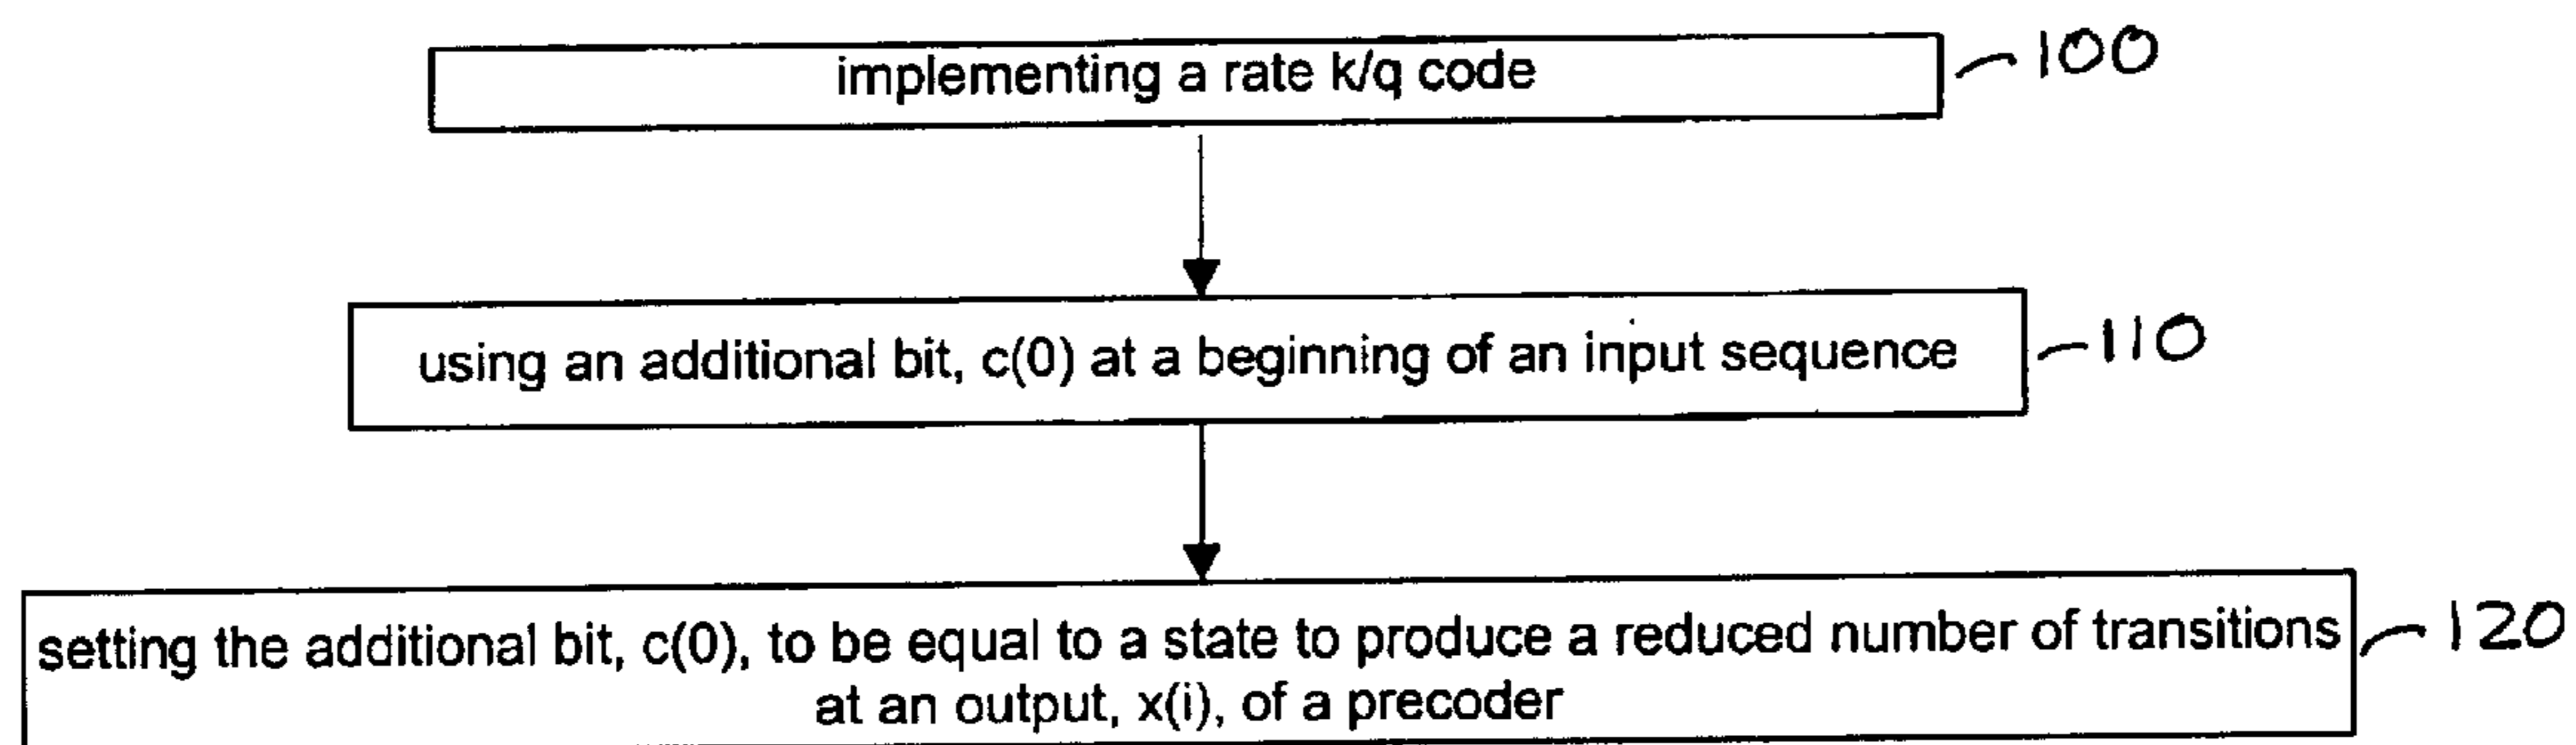 implementing a rate k/q code
100
using an additional bit, c(0) at a beginning of an input sequence
110
setting the additional bit, c(0), to be equal to a state to produce a reduced number of transitions
at an output, x(i), of a precoder
120